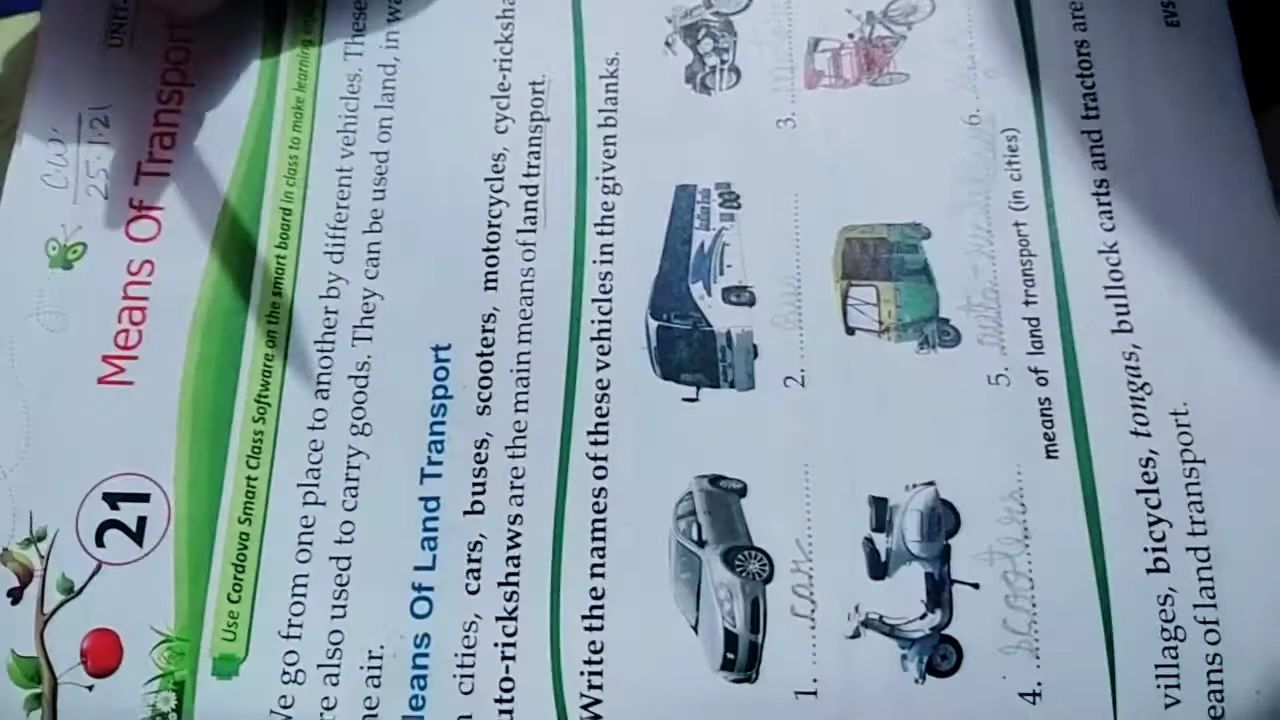 UNIT-
C.W.
25.1.21
21
Means Of Transport
Use Cordova Smart Class Software on the smart board in class to make learning
We go from one place to another by different vehicles. These
re also used to carry goods. They can be used on land, in wa
he air.
leans Of Land Transport
n cities, cars, buses, scooters, motorcycles, cycle-ricksha
uto-rickshaws are the main means of land transport.
Write the names of these vehicles in the given blanks.
1. car
2. Bus
3.
4. Scooter
5. auto-rickshaw
6.
means of land transport (in cities)
villages, bicycles, tongas, bullock carts and tractors are
eans of land transport.
EVS